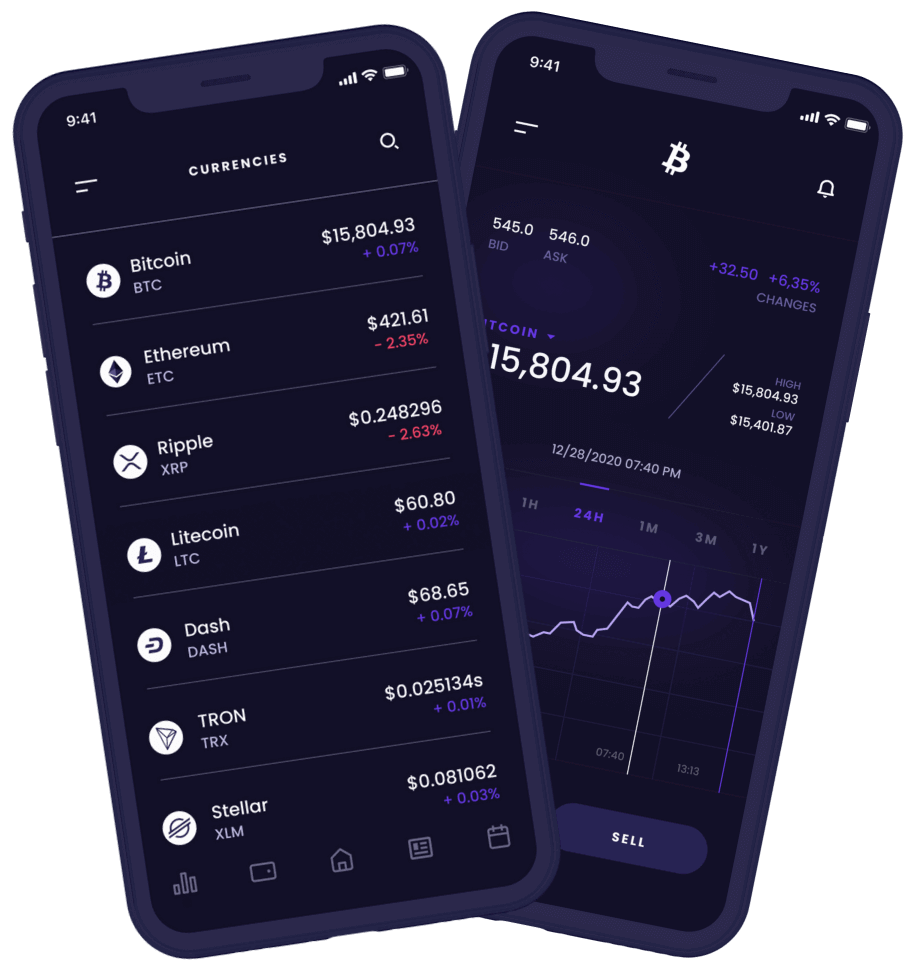 9:41
CURRENCIES
Bitcoin
BTC
$15,804.93
+ 0.07%
Ethereum
ETC
$421.61
− 2.35%
Ripple
XRP
$0.248296
− 2.63%
Litecoin
LTC
$60.80
+ 0.02%
Dash
DASH
$68.65
+ 0.07%
TRON
TRX
$0.025134s
+ 0.01%
Stellar
XLM
$0.081062
+ 0.03%
9:41
545.0 546.0
BID ASK
+32.50 +6,35%
CHANGES
ITCOIN
15,804.93
HIGH
$15,804.93
LOW
$15,401.87
12/28/2020 07:40 PM
1H 24H 1M 3M 1Y
07:40 13:13
SELL